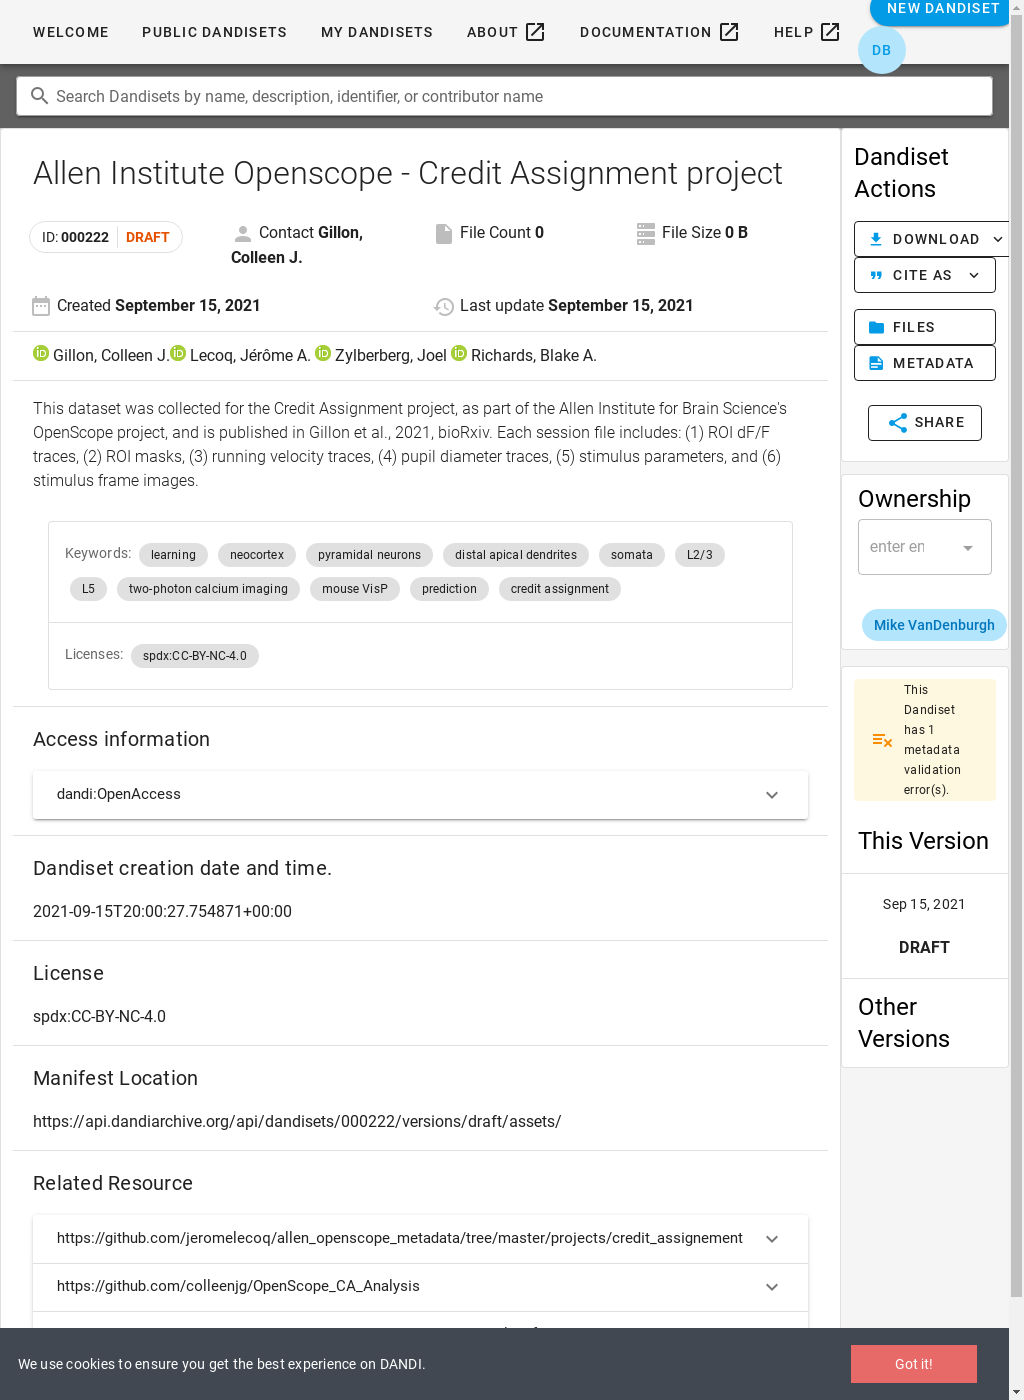 NEW DANDISET
WELCOME PUBLIC DANDISETS MY DANDISETS ABOUT DOCUMENTATION HELP
DB
Search Dandisets by name, description, identifier, or contributor name
Allen Institute Openscope - Credit Assignment project
ID: 000222 DRAFT
Contact Gillon, Colleen J.
File Count 0
File Size 0 B
Created September 15, 2021
Last update September 15, 2021
Gillon, Colleen J. Lecoq, Jérôme A. Zylberberg, Joel Richards, Blake A.
This dataset was collected for the Credit Assignment project, as part of the Allen Institute for Brain Science's
OpenScope project, and is published in Gillon et al., 2021, bioRxiv. Each session file includes: (1) ROI dF/F
traces, (2) ROI masks, (3) running velocity traces, (4) pupil diameter traces, (5) stimulus parameters, and (6)
stimulus frame images.
Keywords: learning neocortex pyramidal neurons distal apical dendrites somata L2/3
L5 two-photon calcium imaging mouse VisP prediction credit assignment
Licenses: spdx:CC-BY-NC-4.0
Access information
dandi:OpenAccess
Dandiset creation date and time.
2021-09-15T20:00:27.754871+00:00
License
spdx:CC-BY-NC-4.0
Manifest Location
https://api.dandiarchive.org/api/dandisets/000222/versions/draft/assets/
Related Resource
https://github.com/jeromelecoq/allen_openscope_metadata/tree/master/projects/credit_assignement
https://github.com/colleenjg/OpenScope_CA_Analysis
Dandiset
Actions
DOWNLOAD
CITE AS
FILES
METADATA
SHARE
Ownership
enter en
Mike VanDenburgh
This
Dandiset
has 1
metadata
validation
error(s).
This Version
Sep 15, 2021
DRAFT
Other
Versions
We use cookies to ensure you get the best experience on DANDI.
Got it!